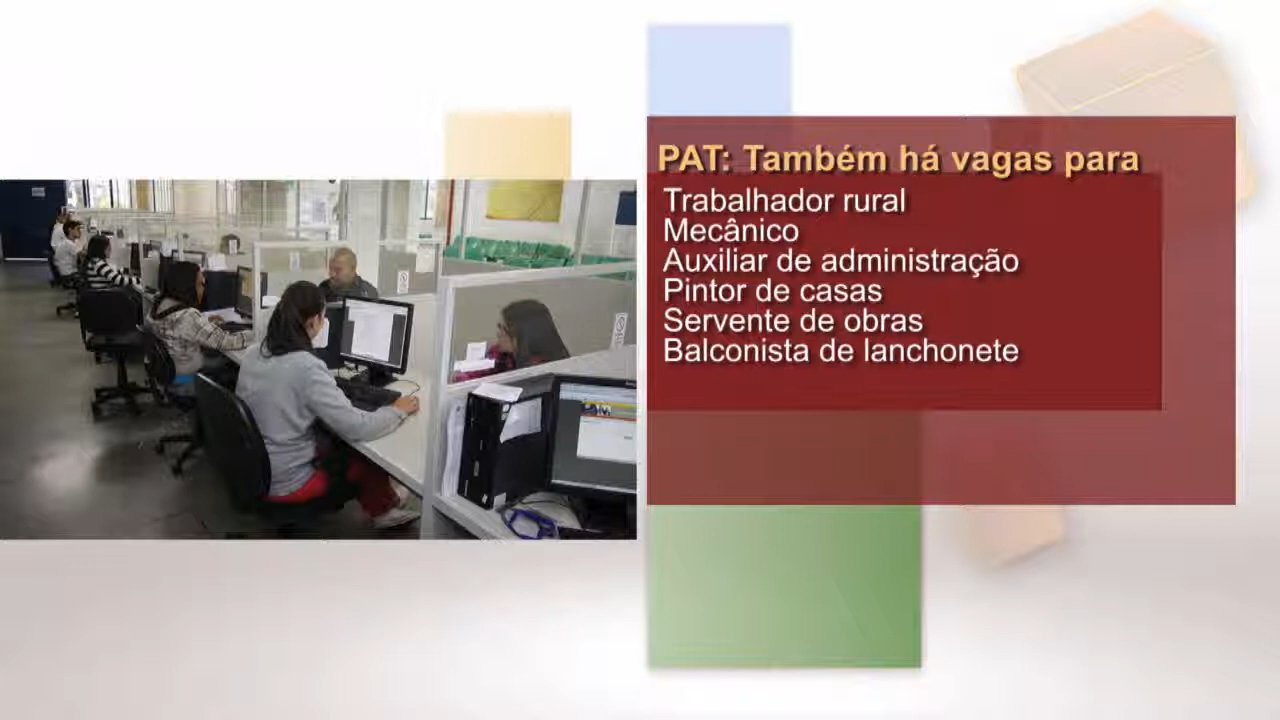 PAT: Também há vagas para
Trabalhador rural
Mecânico
Auxiliar de administração
Pintor de casas
Servente de obras
Balconista de lanchonete